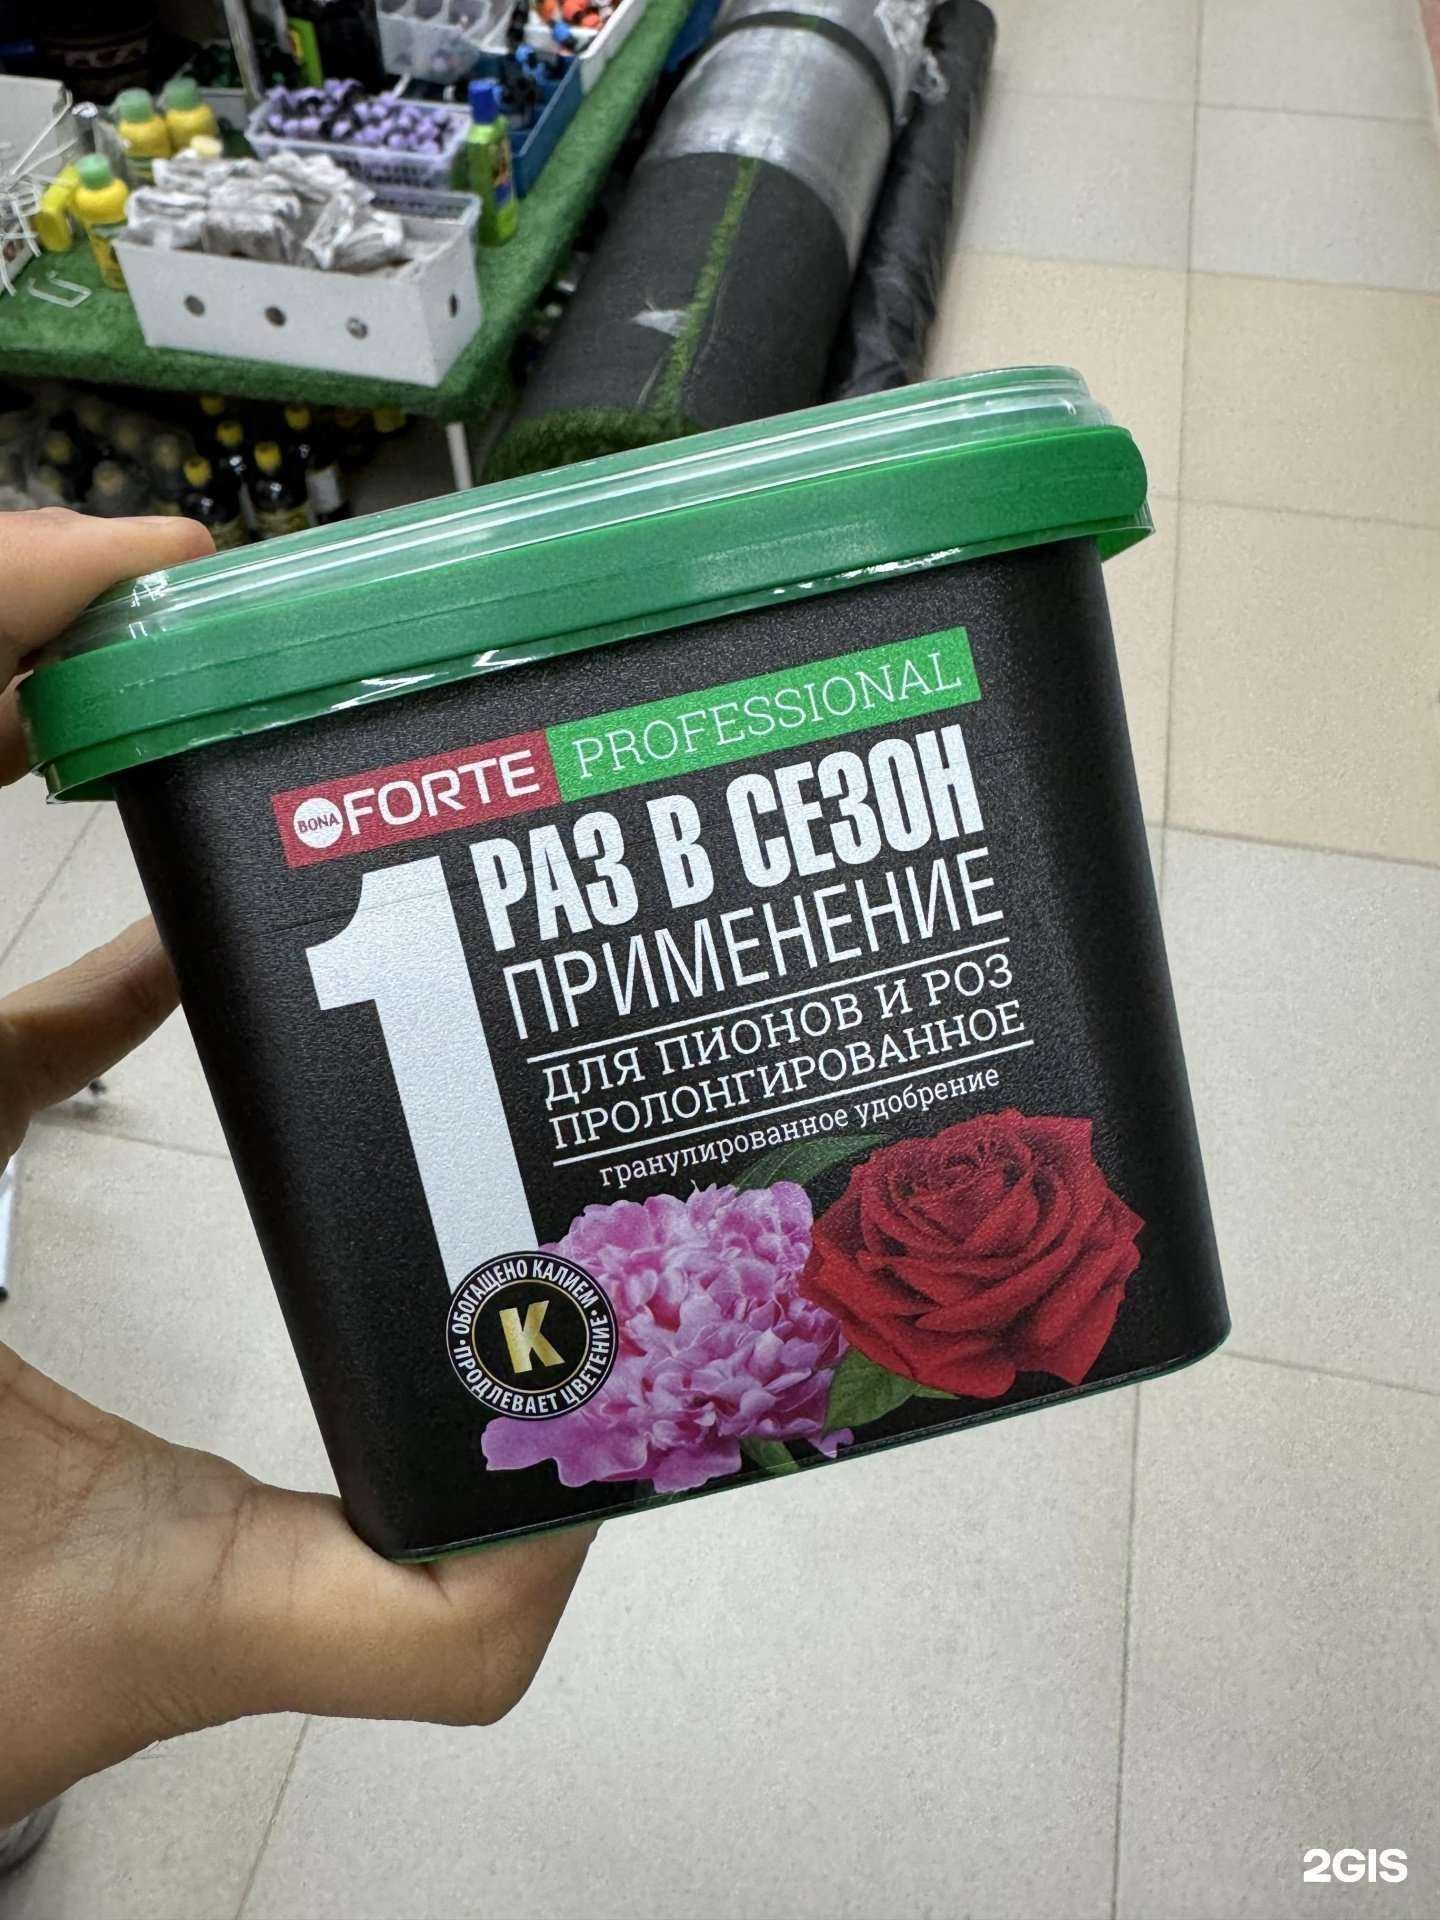 BONA FORTE PROFESSIONAL
1 РАЗ В СЕЗОН
ПРИМЕНЕНИЕ
ДЛЯ ПИОНОВ И РОЗ
ПРОЛОНГИРОВАННОЕ
гранулированное удобрение
• ОБОГАЩЕНО КАЛИЕМ •
K
ПРОДЛЕВАЕТ ЦВЕТЕНИЕ
2GIS